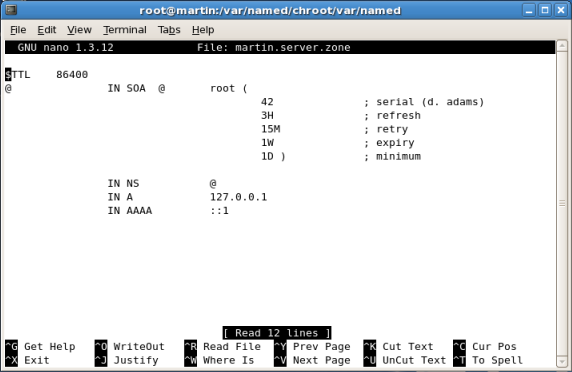 root@martin:/var/named/chroot/var/named
File Edit View Terminal Tabs Help
GNU nano 1.3.12 File: martin.server.zone
$TTL 86400
@ IN SOA @ root (
42 ; serial (d. adams)
3H ; refresh
15M ; retry
1W ; expiry
1D ) ; minimum
IN NS @
IN A 127.0.0.1
IN AAAA ::1
[ Read 12 lines ]
^G Get Help ^O WriteOut ^R Read File ^Y Prev Page ^K Cut Text ^C Cur Pos
^X Exit ^J Justify ^W Where Is ^V Next Page ^U UnCut Text ^T To Spell